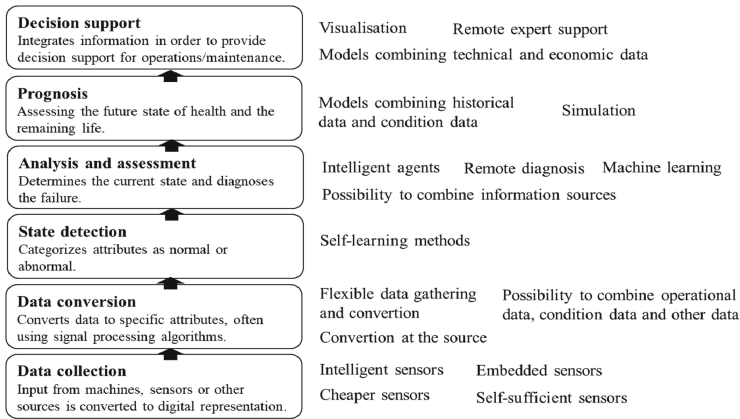 Decision support
Integrates information in order to provide
decision support for operations/maintenance.
Visualisation
Remote expert support
Models combining technical and economic data
Prognosis
Assessing the future state of health and the
remaining life.
Models combining historical
data and condition data
Simulation
Analysis and assessment
Determines the current state and diagnoses
the failure.
Intelligent agents
Remote diagnosis
Machine learning
Possibility to combine information sources
State detection
Categorizes attributes as normal or
abnormal.
Self-learning methods
Data conversion
Converts data to specific attributes, often
using signal processing algorithms.
Flexible data gathering
and convertion
Possibility to combine operational
data, condition data and other data
Convertion at the source
Data collection
Input from machines, sensors or other
sources is converted to digital representation.
Intelligent sensors
Embedded sensors
Cheaper sensors
Self-sufficient sensors